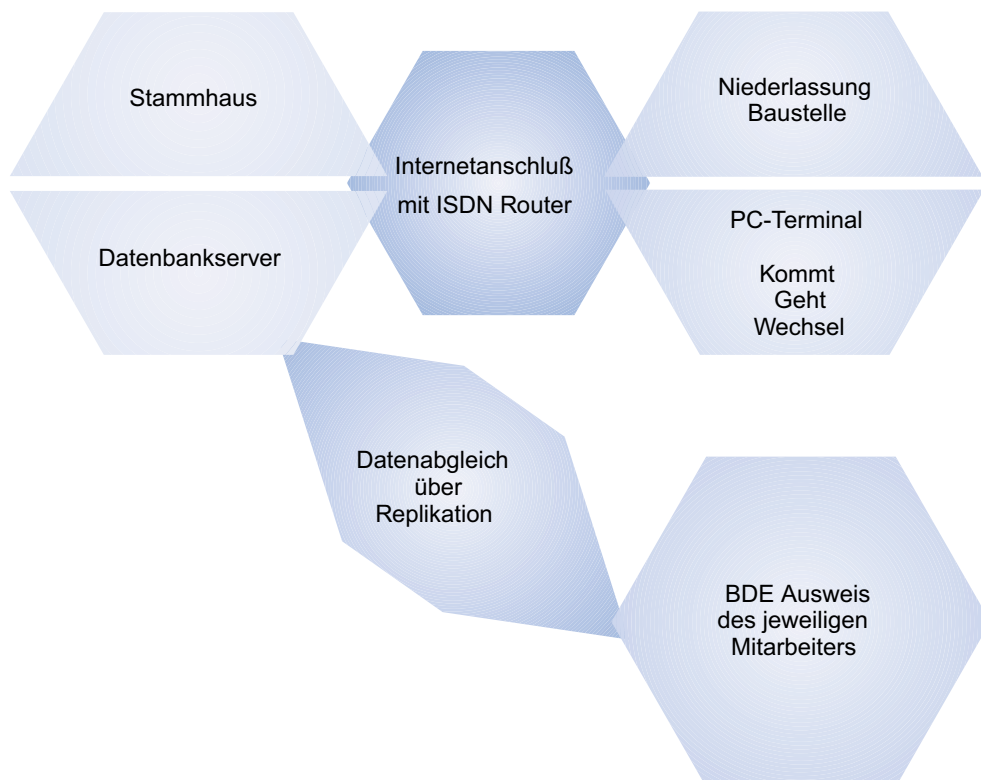 Stammhaus
Datenbankserver
Internetanschluß
mit ISDN Router
Niederlassung
Baustelle
PC-Terminal
Kommt
Geht
Wechsel
Datenabgleich
über
Replikation
BDE Ausweis
des jeweiligen
Mitarbeiters